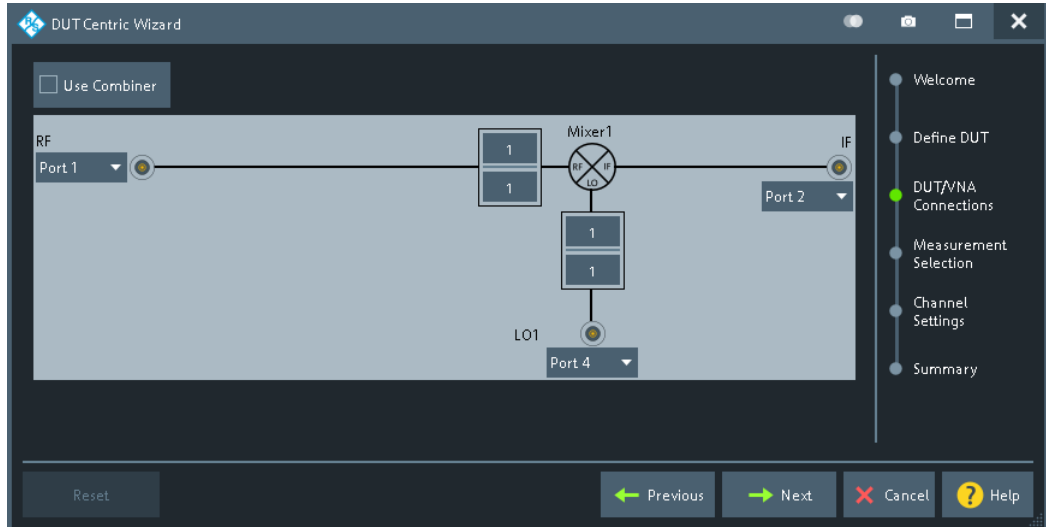 DUT Centric Wizard
Use Combiner
RF
Port 1
1
1
Mixer1
RF IF
LO
IF
Port 2
1
1
LO1
Port 4
Welcome
Define DUT
DUT/VNA
Connections
Measurement
Selection
Channel
Settings
Summary
Reset
Previous
Next
Cancel
? Help